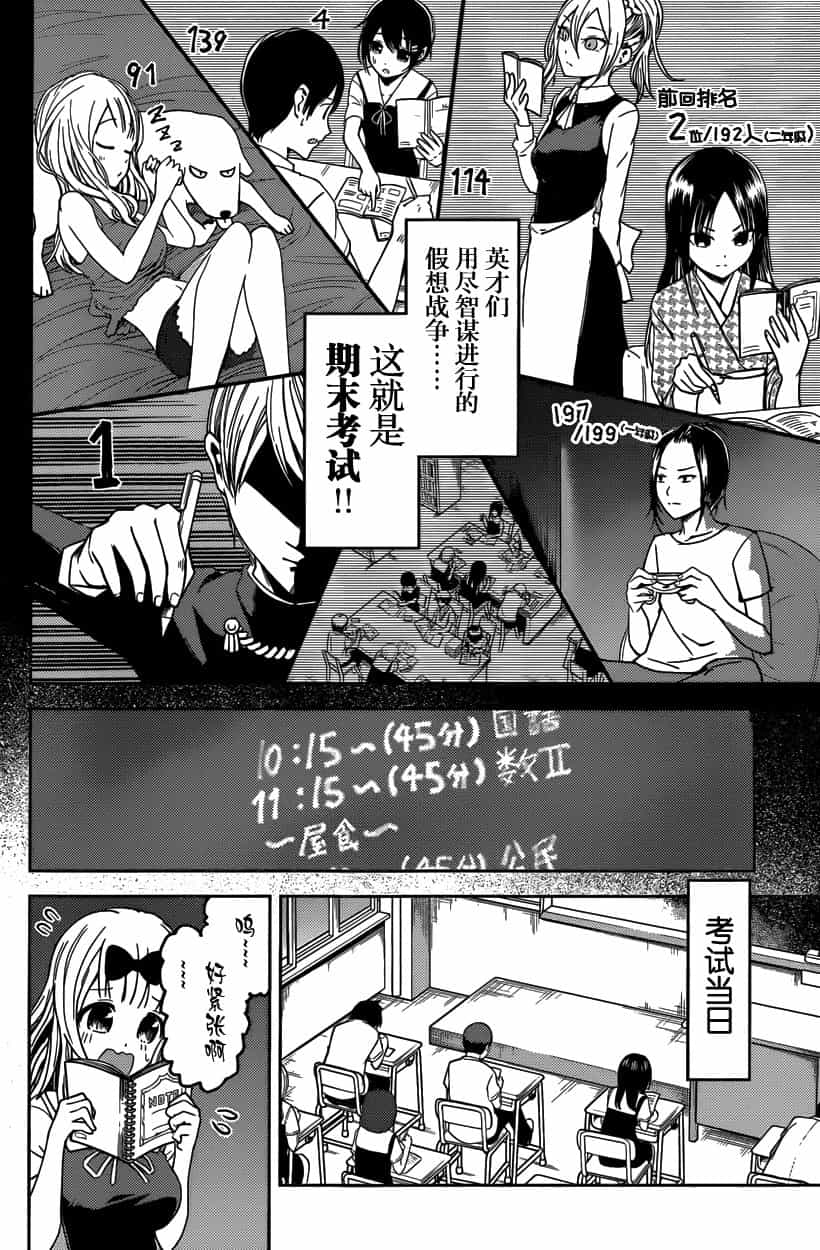 前回排名
2位/192人(二年级)
114
4
139
91
ZZZ
英才们
用尽智谋进行的
假想战争……
这就是
期末考试!!
1
197/199(一年级)
10:15~(45分)国語
11:15~(45分)数Ⅱ
~昼食~
(45分)公民
考试当日
呜……
好紧张啊
NOTE